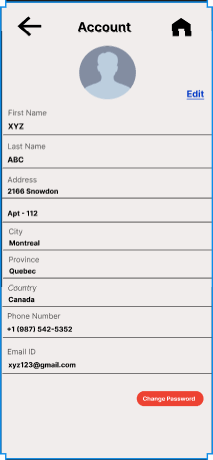 Account
Edit
First Name
XYZ
Last Name
ABC
Address
2166 Snowdon
Apt - 112
City
Montreal
Province
Quebec
Country
Canada
Phone Number
+1 (987) 542-5352
Email ID
xyz123@gmail.com
Change Password